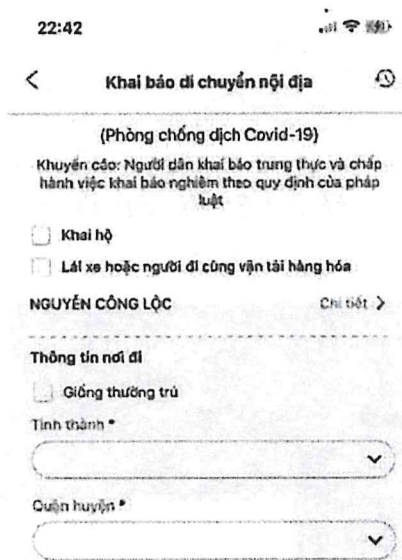 22:42
Khai báo di chuyển nội địa
(Phòng chống dịch Covid-19)
Khuyến cáo: Người dân khai báo trung thực và chấp
hành việc khai báo nghiêm theo quy định của pháp
luật
Khai hộ
Lái xe hoặc người đi cùng vận tải hàng hóa
NGUYỄN CÔNG LỘC
Chi tiết >
Thông tin nơi đi
Giống thường trú
Tỉnh thành *
Quận huyện *